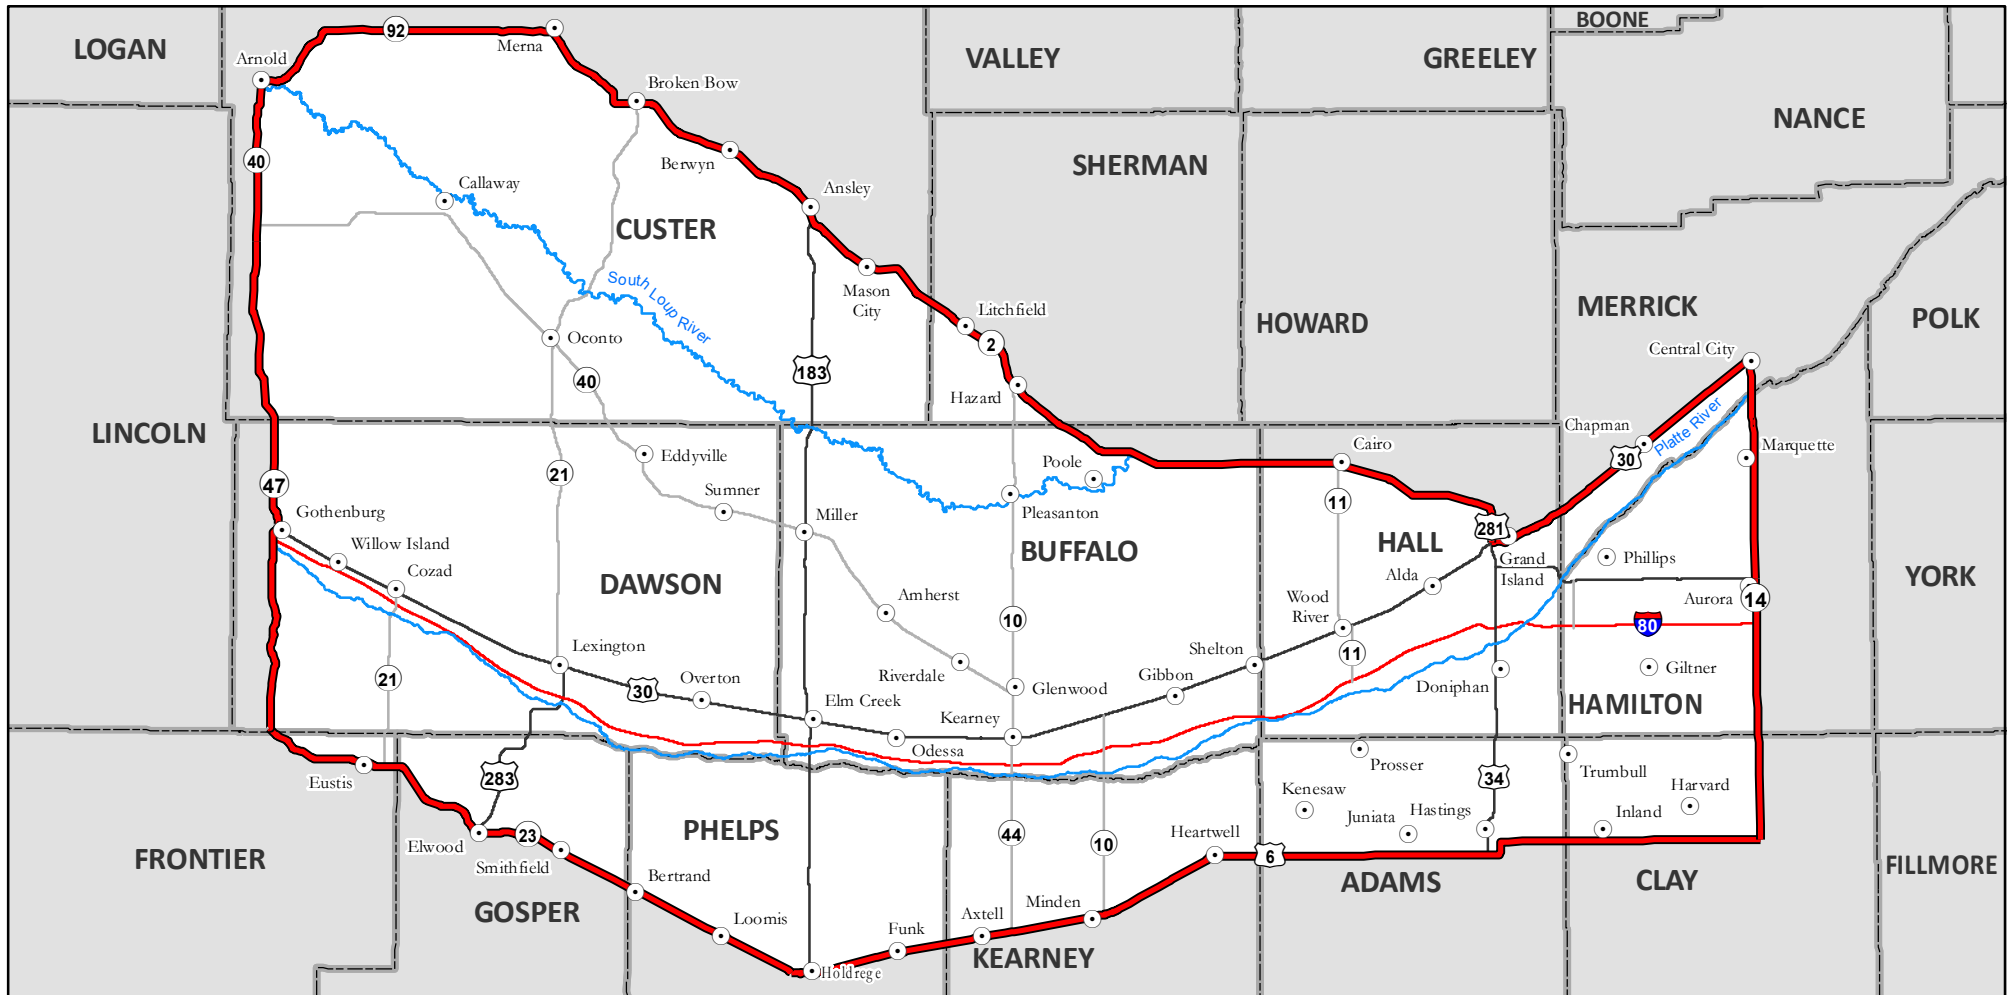 BOONE
LOGAN
92
Merna
VALLEY
GREELEY
Arnold
Broken Bow
NANCE
40
Berwyn
SHERMAN
Callaway
Ansley
CUSTER
South Loup River
Mason
City
Litchfield
MERRICK
POLK
HOWARD
Oconto
2
Central City
183
40
Hazard
LINCOLN
Chapman
Platte River
Cairo
Marquette
Eddyville
Poole
30
21
47
Sumner
11
Gothenburg
Miller
Pleasanton
281
Willow Island
BUFFALO
HALL
Grand
Island
Phillips
Cozad
DAWSON
Alda
YORK
Amherst
Wood
River
Aurora
14
10
80
Lexington
Shelton
11
Riverdale
Giltner
21
30
Overton
Glenwood
Gibbon
Doniphan
Elm Creek
Kearney
HAMILTON
Odessa
Eustis
283
Prosser
Trumbull
34
Kenesaw
Harvard
Juniata
Hastings
Inland
PHELPS
Elwood
23
44
10
Heartwell
FRONTIER
Smithfield
6
FILLMORE
Bertrand
ADAMS
CLAY
GOSPER
Loomis
Funk
Axtell
Minden
KEARNEY
Holdrege